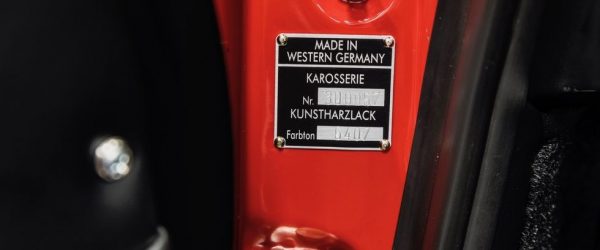 MADE IN
WESTERN GERMANY
KAROSSERIE
Nr.
KUNSTHARZLACK
Farbton 6407